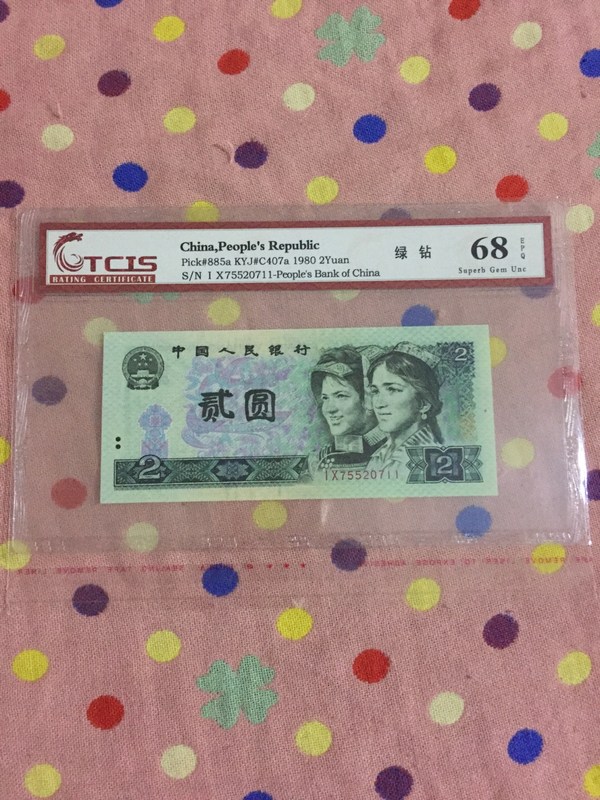 TCIS
RATING CERTIFICATE
China,People's Republic
Pick#885a KYJ#C407a 1980 2Yuan
S/N I X75520711-People's Bank of China
绿 钻
68
EPQ
Superb Gem Unc
中国人民银行
2
贰圆
2
2
IX75520711